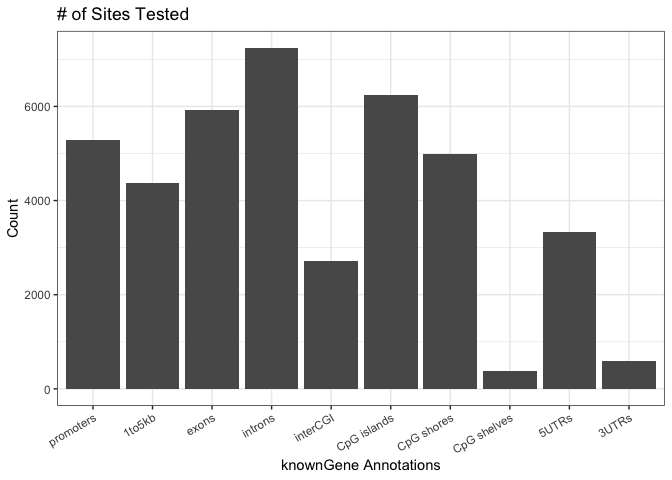 # of Sites Tested
Count
6000
4000
2000
0
promoters
1to5kb
exons
introns
interCGI
CpG islands
CpG shores
CpG shelves
5UTRs
3UTRs
knownGene Annotations